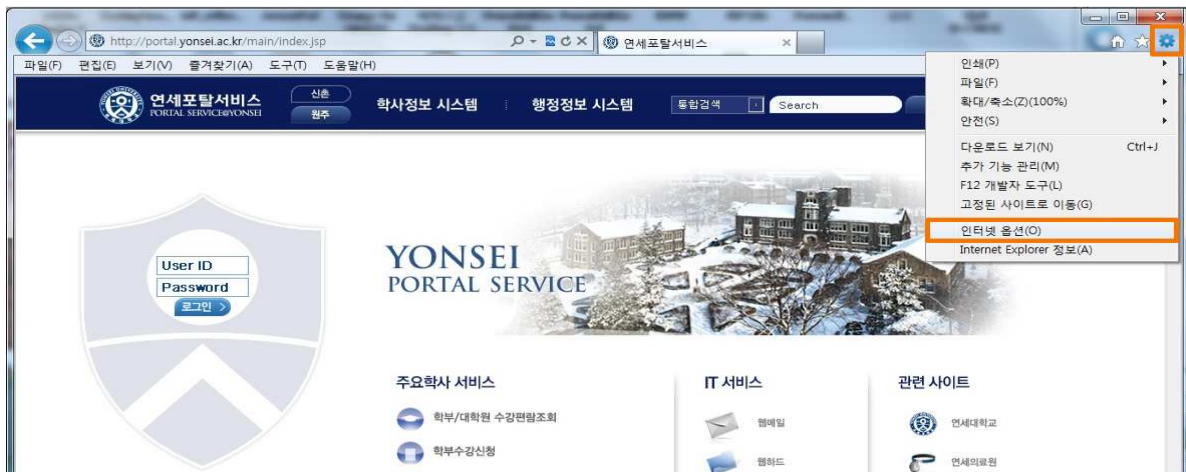 http://portal.yonsei.ac.kr/main/index.jsp
연세포탈서비스
파일(F) 편집(E) 보기(V) 즐겨찾기(A) 도구(T) 도움말(H)
연세포탈서비스
PORTAL SERVICE@YONSEI
신촌
원주
학사정보 시스템
행정정보 시스템
통합검색
Search
인쇄(P)
파일(F)
확대/축소(Z)(100%)
안전(S)
다운로드 보기(N) Ctrl+J
추가 기능 관리(M)
F12 개발자 도구(L)
고정된 사이트로 이동(G)
인터넷 옵션(O)
Internet Explorer 정보(A)
User ID
Password
로그인 >
YONSEI
PORTAL SERVICE
주요학사 서비스
학부/대학원 수강편람조회
학부수강신청
IT 서비스
웹메일
웹하드
관련 사이트
연세대학교
연세의료원